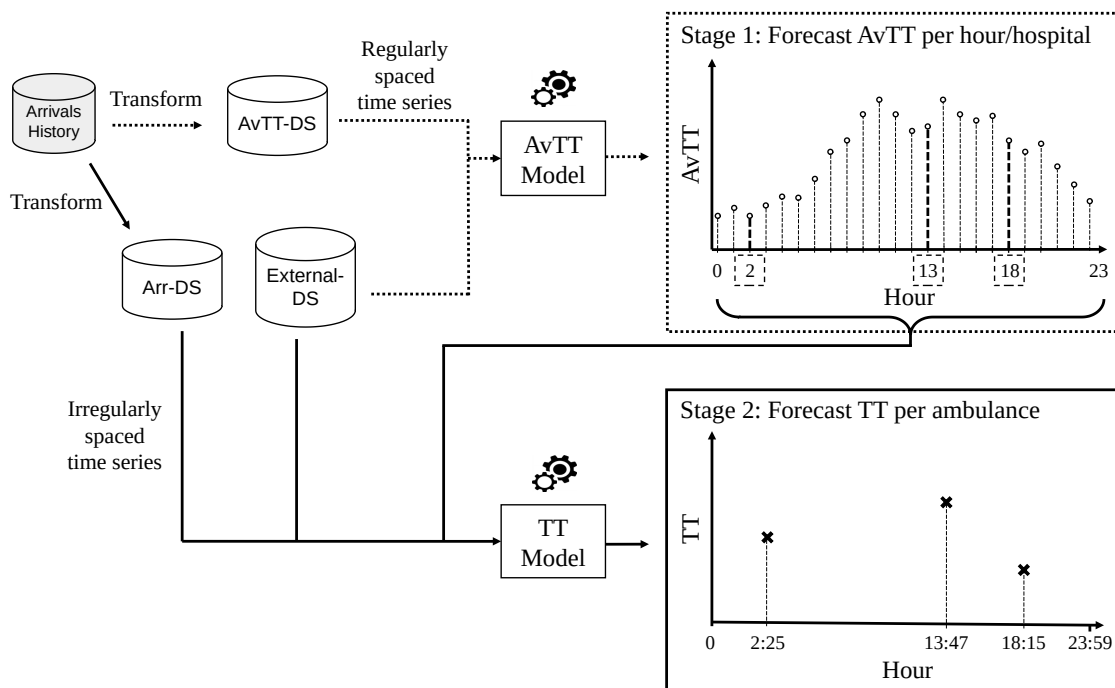 Stage 1: Forecast AvTT per hour/hospital
Regularly
spaced
time series
Arrivals
History
Transform
AvTT-DS
AvTT
Model
AvTT
Transform
Arr-DS
External-
DS
0
2
13
18
23
Hour
Irregularly
spaced
time series
Stage 2: Forecast TT per ambulance
TT
Model
TT
0
2:25
13:47
18:15
23:59
Hour